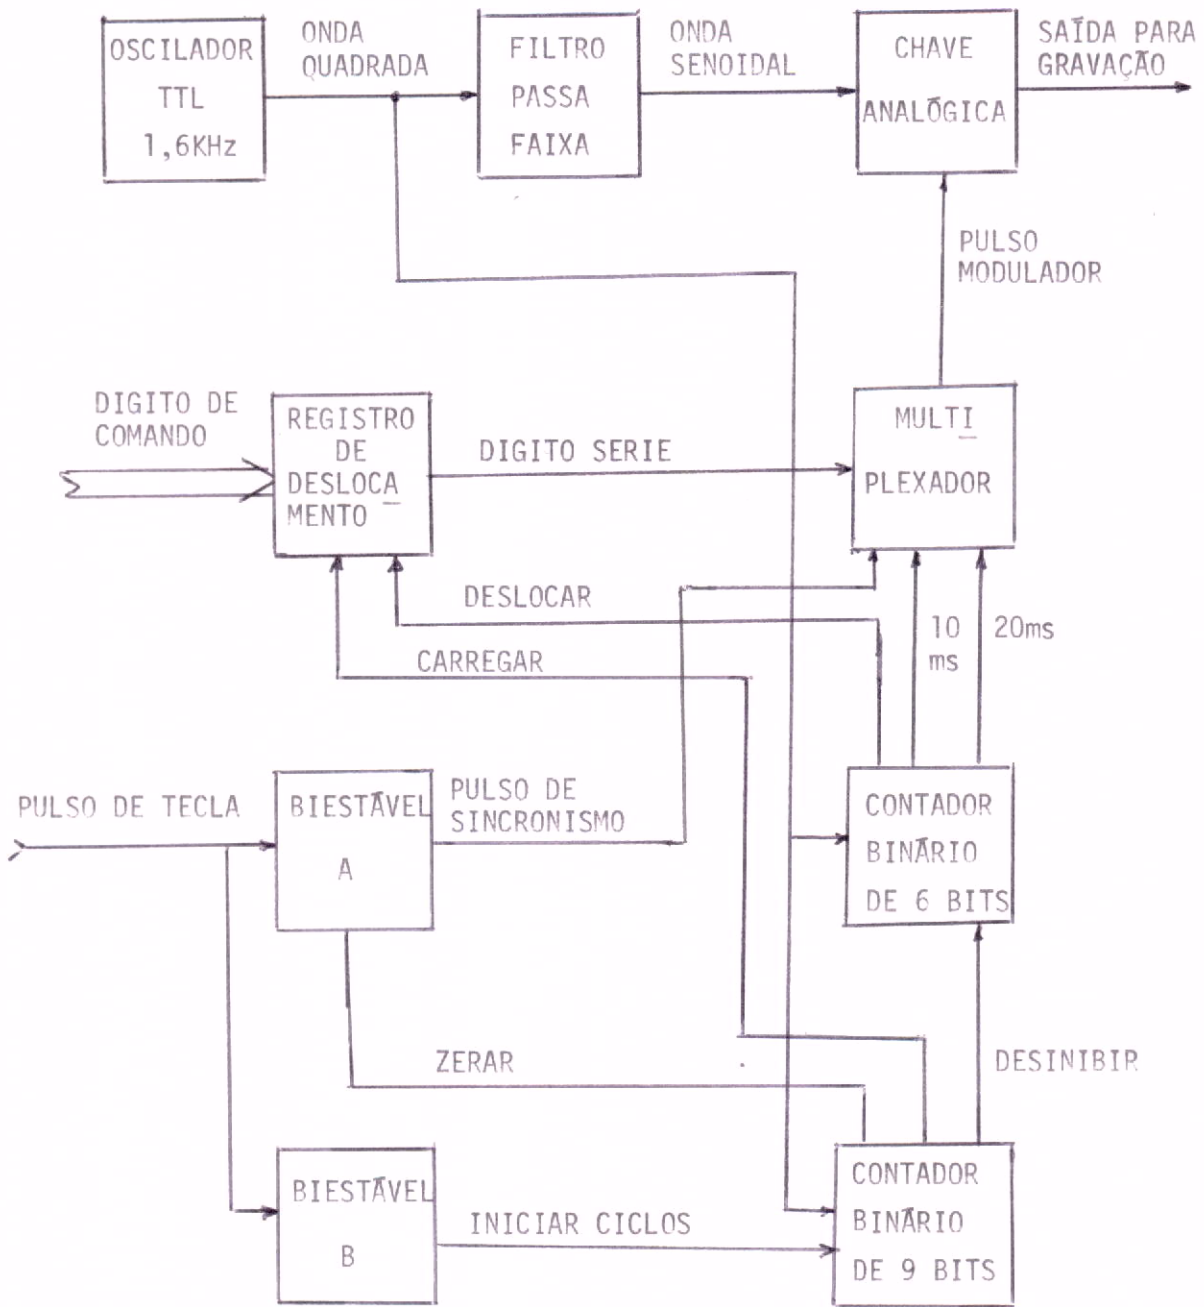 OSCILADOR
TTL
1,6KHz
ONDA
QUADRADA
FILTRO
PASSA
FAIXA
ONDA
SENOIDAL
CHAVE
ANALÓGICA
SAÍDA PARA
GRAVAÇÃO
PULSO
MODULADOR
DIGITO DE
COMANDO
REGISTRO
DE
DESLOCA
MENTO
DIGITO SERIE
MULTI
PLEXADOR
DESLOCAR
10
ms
20ms
CARREGAR
PULSO DE TECLA
BIESTÁVEL
A
PULSO DE
SINCRONISMO
CONTADOR
BINÁRIO
DE 6 BITS
ZERAR
DESINIBIR
BIESTÁVEL
B
INICIAR CICLOS
CONTADOR
BINÁRIO
DE 9 BITS